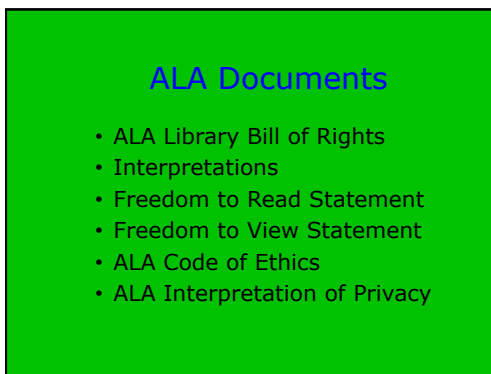 ALA Documents
• ALA Library Bill of Rights
• Interpretations
• Freedom to Read Statement
• Freedom to View Statement
• ALA Code of Ethics
• ALA Interpretation of Privacy